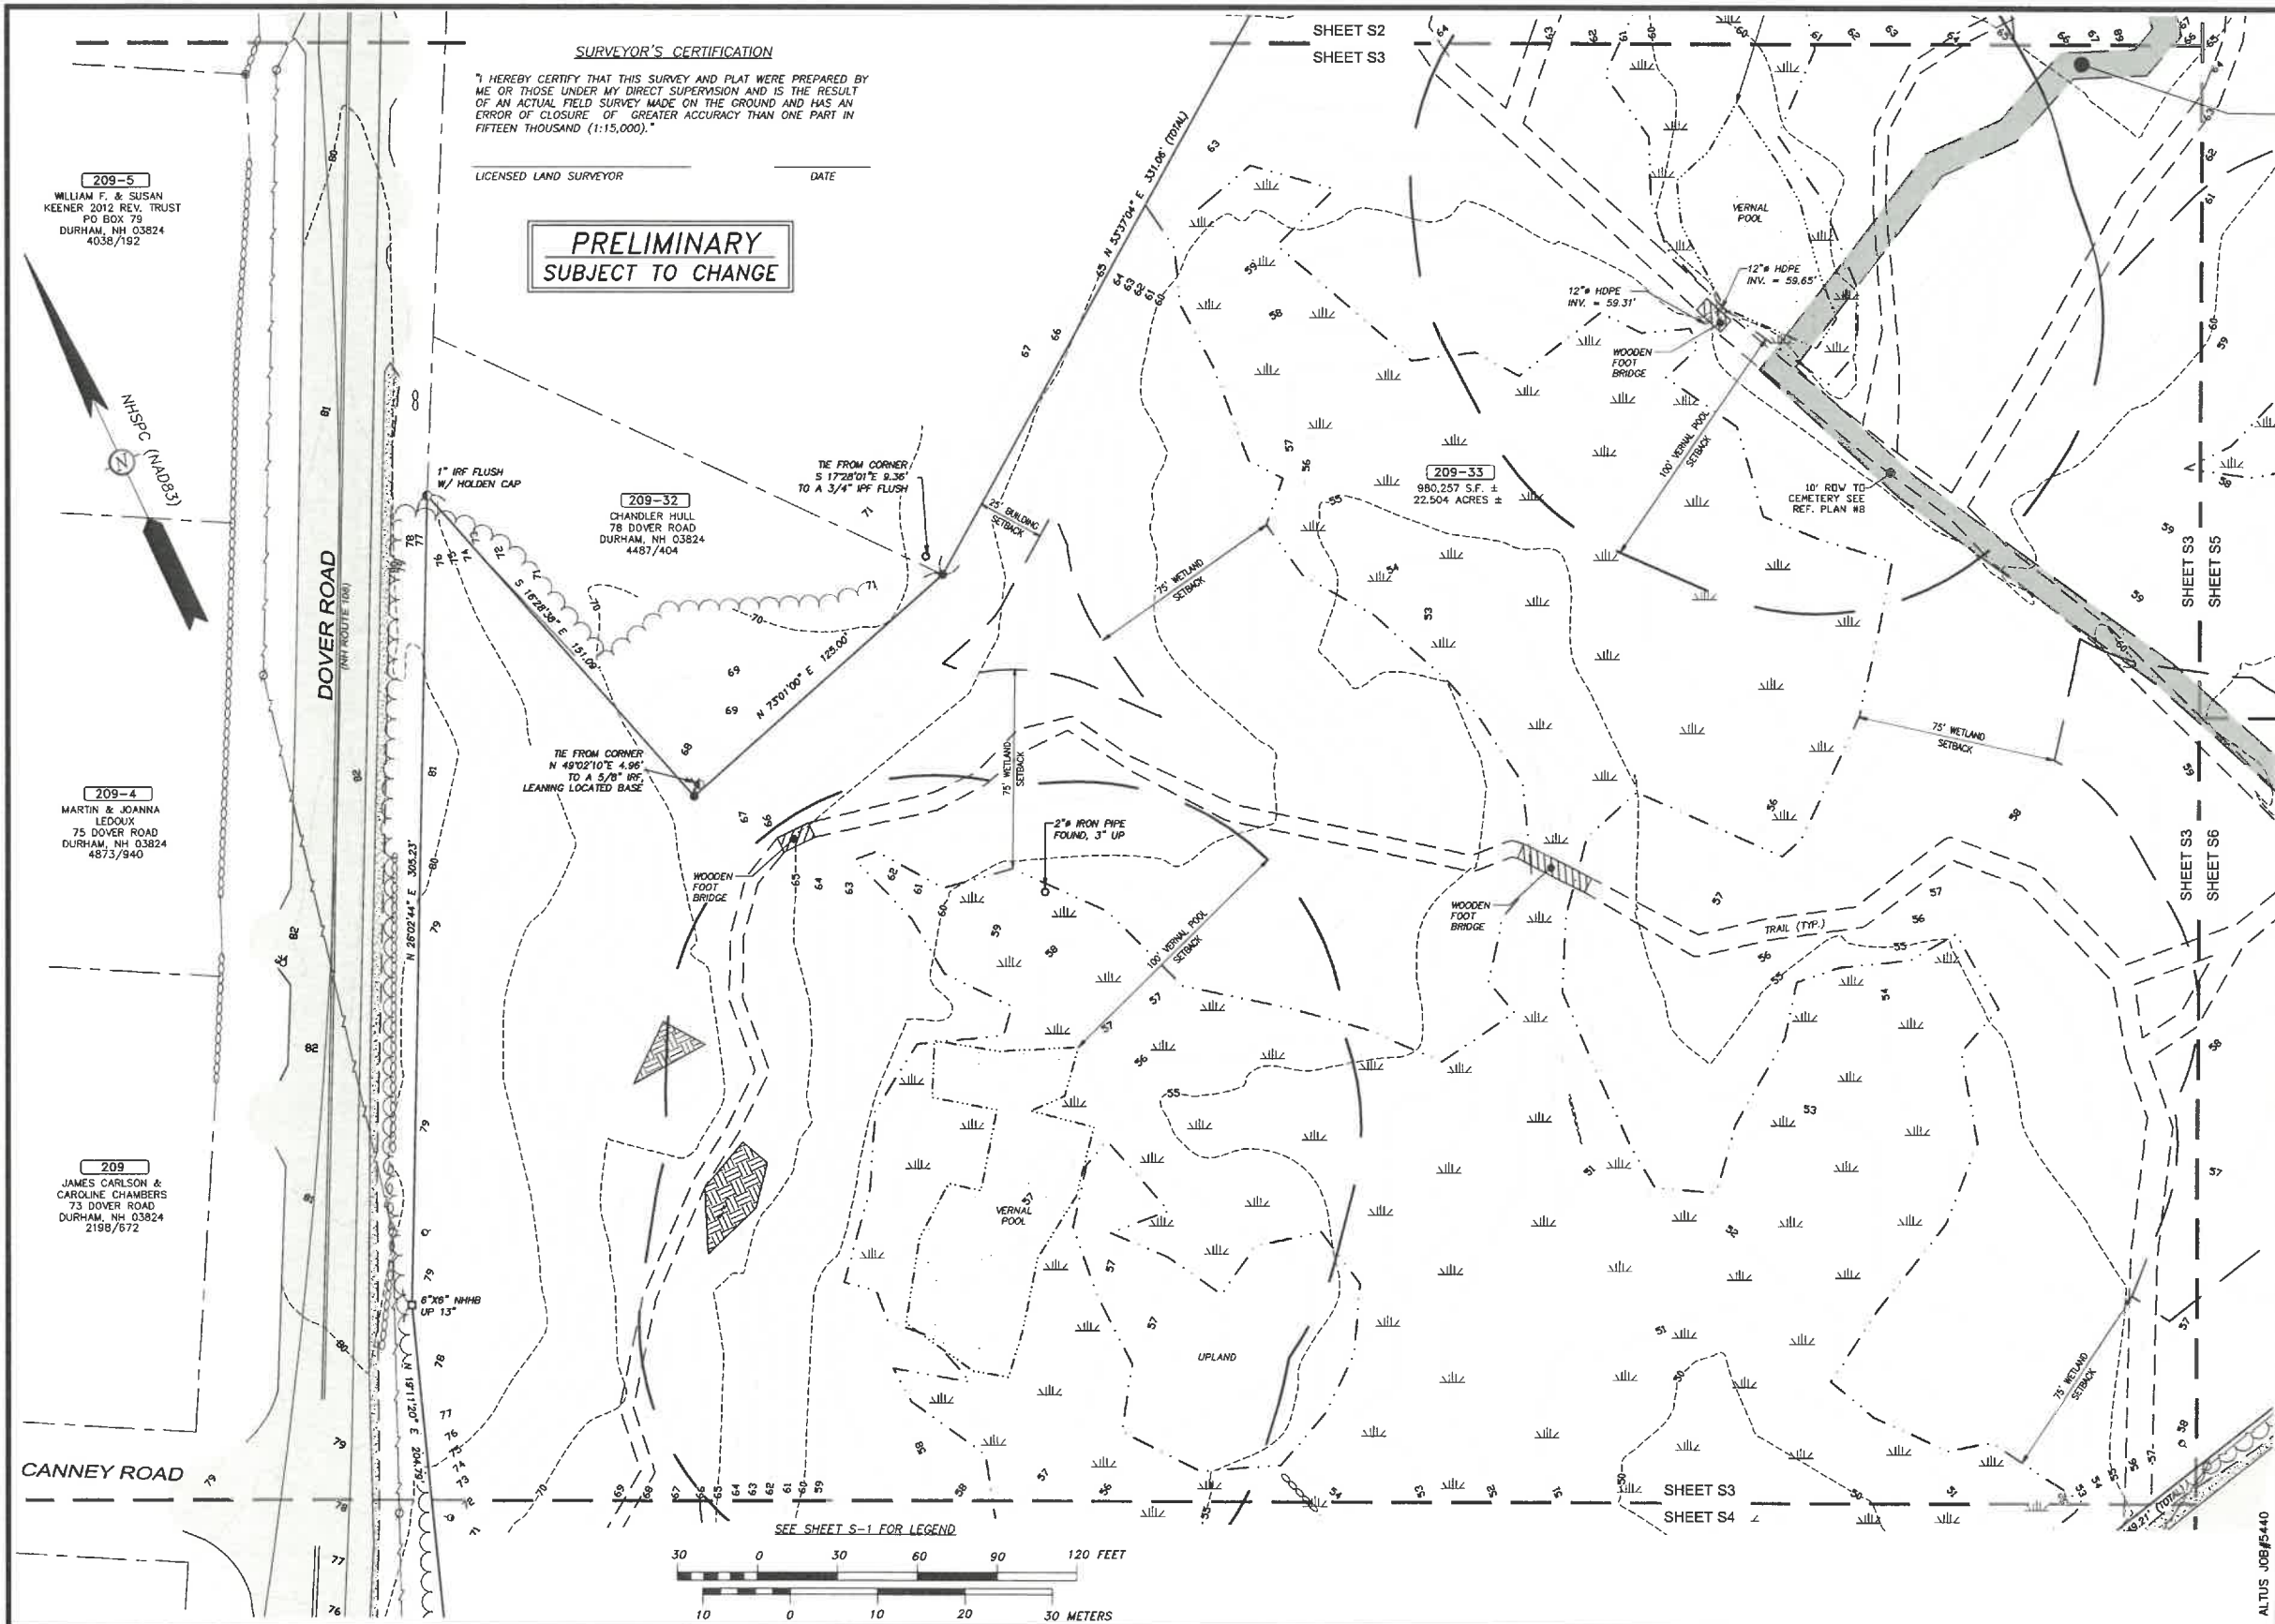 SURVEYOR'S CERTIFICATION
"I HEREBY CERTIFY THAT THIS SURVEY AND PLAT WERE PREPARED BY
ME OR THOSE UNDER MY DIRECT SUPERVISION AND IS THE RESULT
OF AN ACTUAL FIELD SURVEY MADE ON THE GROUND AND HAS AN
ERROR OF CLOSURE OF GREATER ACCURACY THAN ONE PART IN
FIFTEEN THOUSAND (1:15,000)."
LICENSED LAND SURVEYOR
DATE
PRELIMINARY
SUBJECT TO CHANGE
SHEET S2
SHEET S3
209-5
WILLIAM F. & SUSAN
KEENER 2012 REV. TRUST
PO BOX 79
DURHAM, NH 03824
4038/192
NHSPC (NAD83)
N
DOVER ROAD
(NH ROUTE 108)
1" IRF FLUSH
W/ HOLDEN CAP
209-32
CHANDLER HULL
78 DOVER ROAD
DURHAM, NH 03824
4487/404
TIE FROM CORNER
S 17°28'01"E 9.36'
TO A 3/4" IPF FLUSH
N 53°37'04" E 331.06' (TOTAL)
25' BUILDING
SETBACK
S 16°28'38" E 151.09'
N 73°01'00" E 125.00'
TIE FROM CORNER
N 49°02'10"E 4.96'
TO A 5/8" IRF,
LEANING LOCATED BASE
75' WETLAND
SETBACK
75' WETLAND
SETBACK
VERNAL
POOL
12"ø HDPE
INV. = 59.65'
12"ø HDPE
INV. = 59.31'
WOODEN
FOOT
BRIDGE
100' VERNAL POOL
SETBACK
209-33
980,257 S.F. ±
22.504 ACRES ±
10' ROW TO
CEMETERY SEE
REF. PLAN #8
SHEET S3
SHEET S5
75' WETLAND
SETBACK
209-4
MARTIN & JOANNA
LEDOUX
75 DOVER ROAD
DURHAM, NH 03824
4873/940
N 26°02'44" E 305.23'
WOODEN
FOOT
BRIDGE
2"ø IRON PIPE
FOUND, 3" UP
100' VERNAL POOL
SETBACK
WOODEN
FOOT
BRIDGE
TRAIL (TYP.)
SHEET S3
SHEET S6
209
JAMES CARLSON &
CAROLINE CHAMBERS
73 DOVER ROAD
DURHAM, NH 03824
2198/672
VERNAL
POOL
6"X6" NHHB
UP 13"
N 19°11'20" E 204.79'
UPLAND
75' WETLAND
SETBACK
CANNEY ROAD
SHEET S3
SHEET S4
SEE SHEET S-1 FOR LEGEND
30 0 30 60 90 120 FEET
10 0 10 20 30 METERS
ALTUS JOB#5440